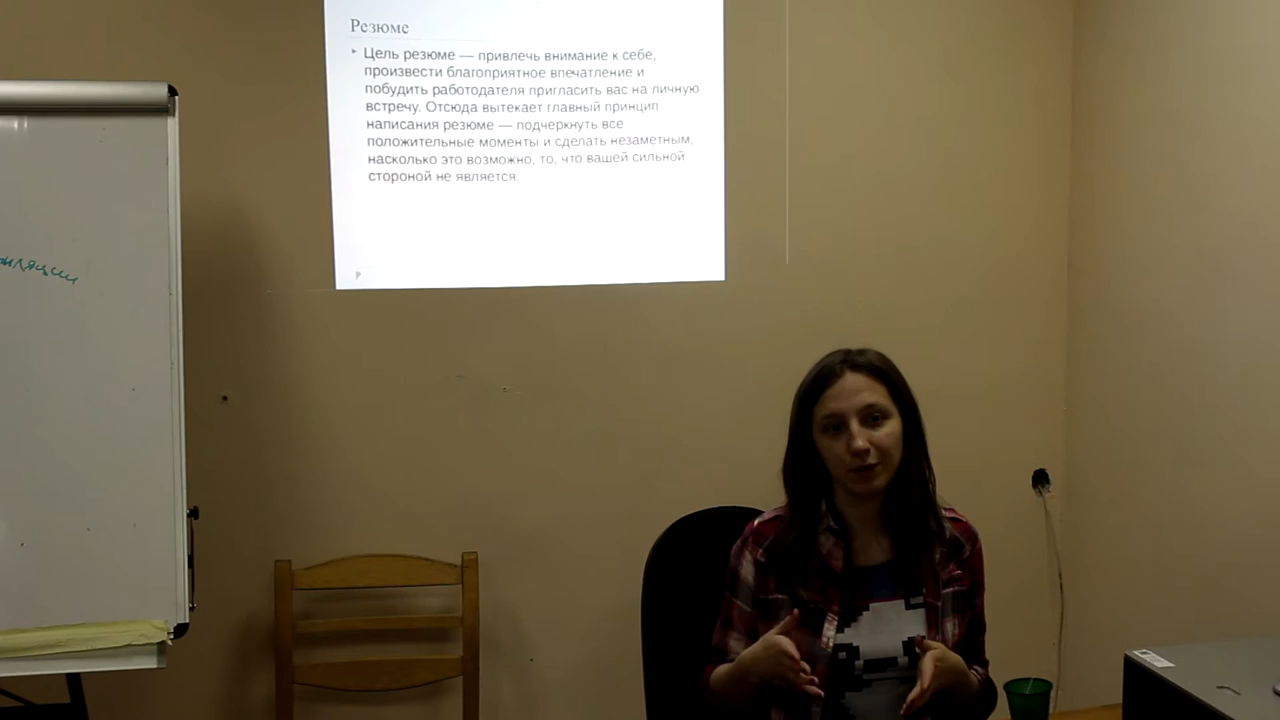 Резюме
Цель резюме — привлечь внимание к себе,
произвести благоприятное впечатление и
побудить работодателя пригласить вас на личную
встречу. Отсюда вытекает главный принцип
написания резюме — подчеркнуть все
положительные моменты и сделать незаметным,
насколько это возможно, то, что вашей сильной
стороной не является.